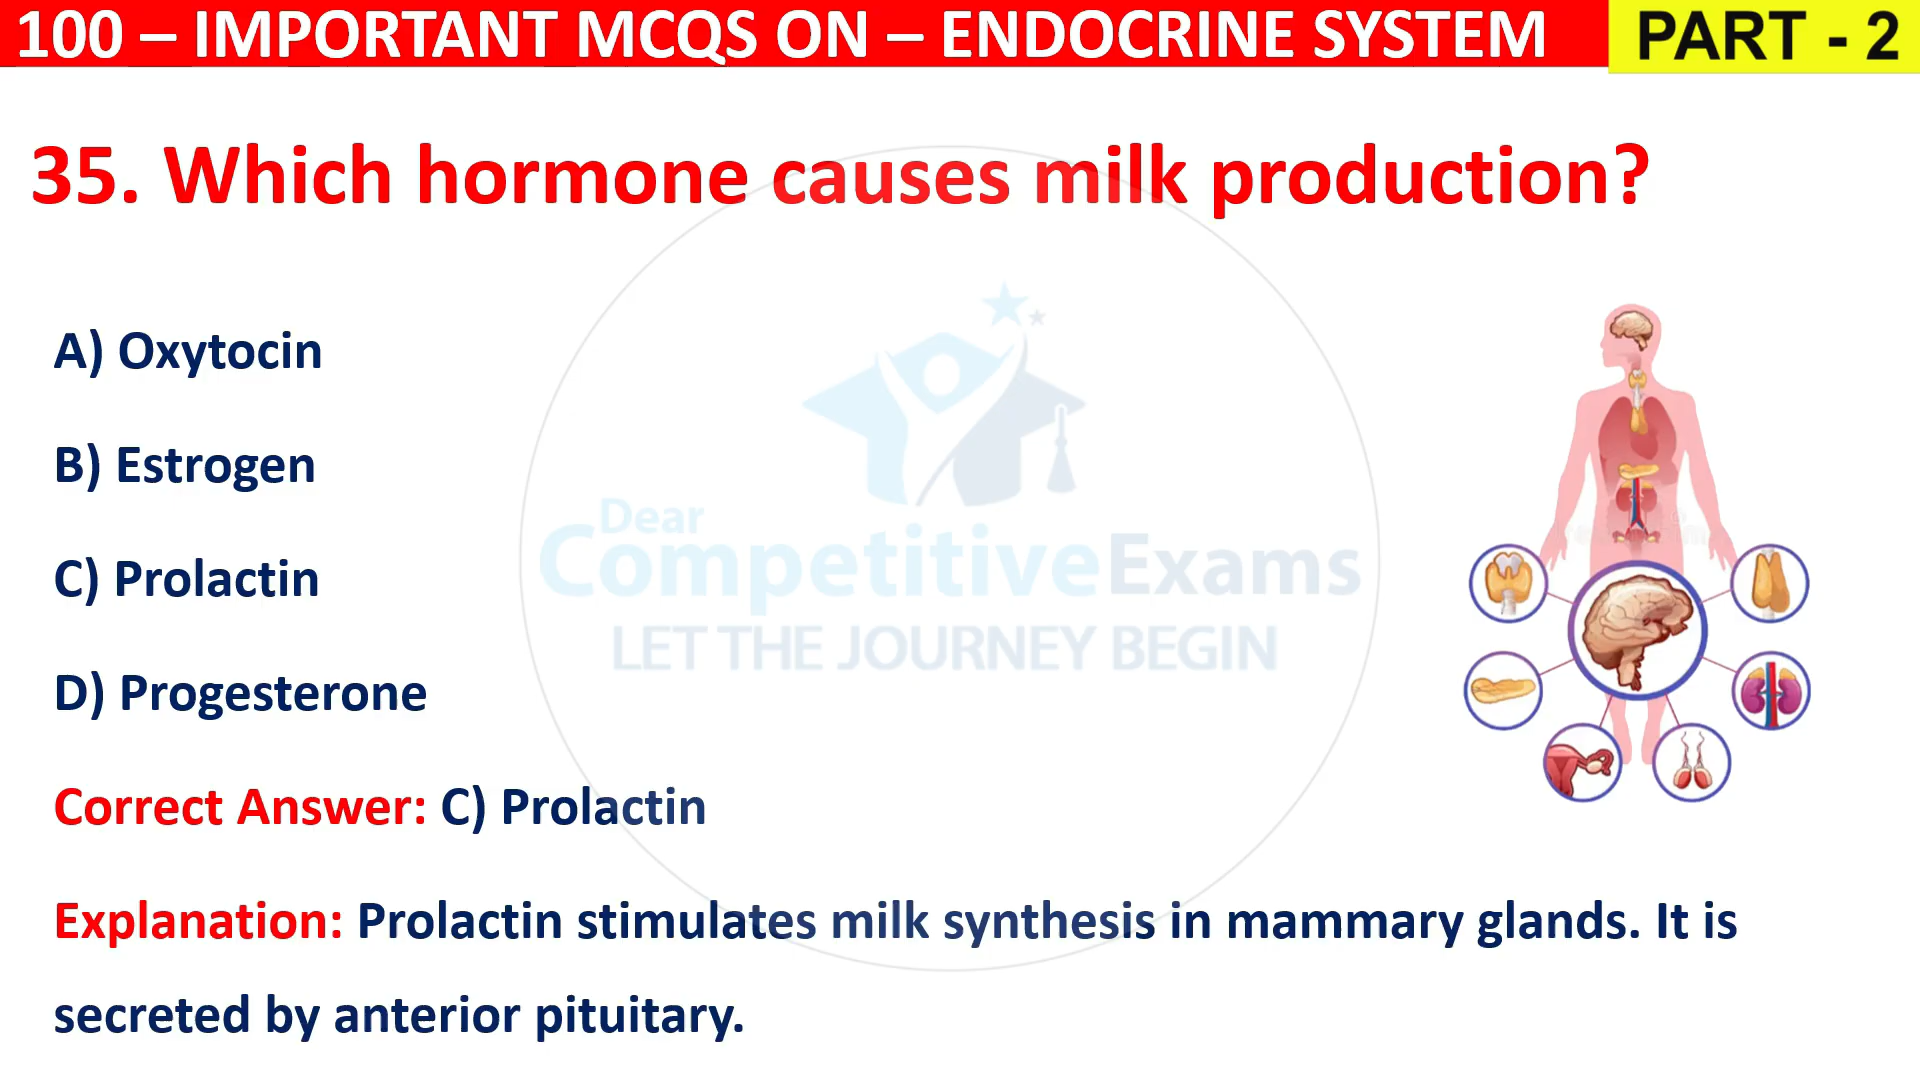 100 – IMPORTANT MCQS ON – ENDOCRINE SYSTEM
PART - 2
35. Which hormone causes milk production?
A) Oxytocin
B) Estrogen
C) Prolactin
D) Progesterone
Correct Answer: C) Prolactin
Explanation: Prolactin stimulates milk synthesis in mammary glands. It is
secreted by anterior pituitary.
Dear
CompetitiveExams
LET THE JOURNEY BEGIN